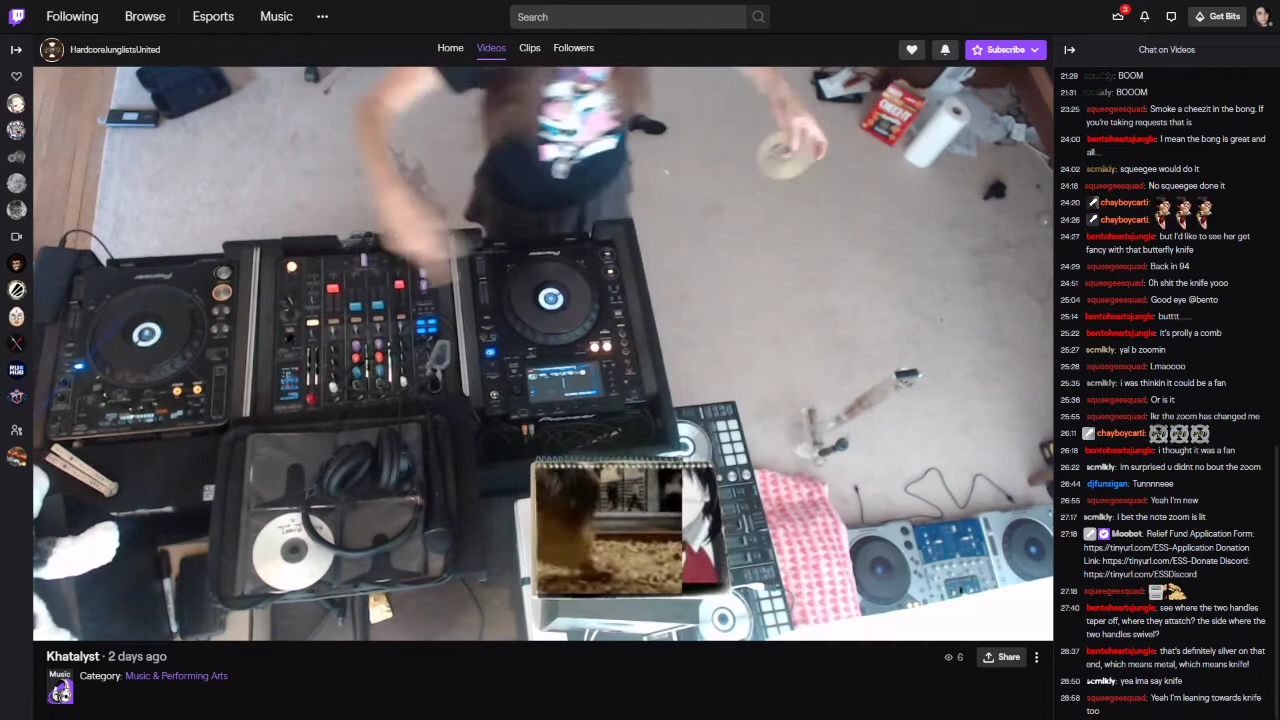 Following
Browse
Esports
Music
Search
3
Get Bits
HardcoreJunglistsUnited
Home
Videos
Clips
Followers
Subscribe
Chat on Videos
21:29 scmikly: BOOM
21:31 BOOOM
23:25 squeegeesquad: Smoke a cheezit in the bong. If
you're taking requests that is
24:00 bentoheartsjungle: I mean the bong is great and
all....
24:02 scmikly: squeegee would do it
24:18 squeegeesquad: No squeegee done it
24:20 chayboycarti:
24:26 chayboycarti:
24:27 bentoheartsjungle: but I'd like to see her get
fancy with that butterfly knife
24:29 squeegeesquad: Back in 94
24:51 squeegeesquad: Oh shit the knife yooo
25:04 squeegeesquad: Good eye @bento
25:14 bentoheartsjungle: butttt.......
25:22 bentoheartsjungle: it's prolly a comb
25:27 scmikly: yal b zoomin
25:28 squeegeesquad: Lmaoooo
25:35 scmikly: i was thinkin it could be a fan
25:36 squeegeesquad: Or is it
25:55 squeegeesquad: Ikr the zoom has changed me
26:11 chayboycarti:
26:18 bentoheartsjungle: i thought it was a fan
26:22 scmikly: im surprised u didnt no bout the zoom
26:44 djfunxigan: Tunnnneee
26:55 squeegeesquad: Yeah I'm new
27:17 scmikly: i bet the note zoom is lit
27:18 Moobot: Relief Fund Application Form:
https://tinyurl.com/ESS-Application Donation
Link: https://tinyurl.com/ESS-Donate Discord:
https://tinyurl.com/ESSDiscord
27:18 squeegeesquad:
27:40 bentoheartsjungle: see where the two handles
taper off, where they attatch? the side where the
two handles swivel?
28:37 bentoheartsjungle: that's definitely silver on that
end, which means metal, which means knife!
28:50 scmikly: yea ima say knife
28:58 squeegeesquad: Yeah I'm leaning towards knife
too
CHEEZ-IT
Khatalyst · 2 days ago
6
Share
Music
Category: Music & Performing Arts